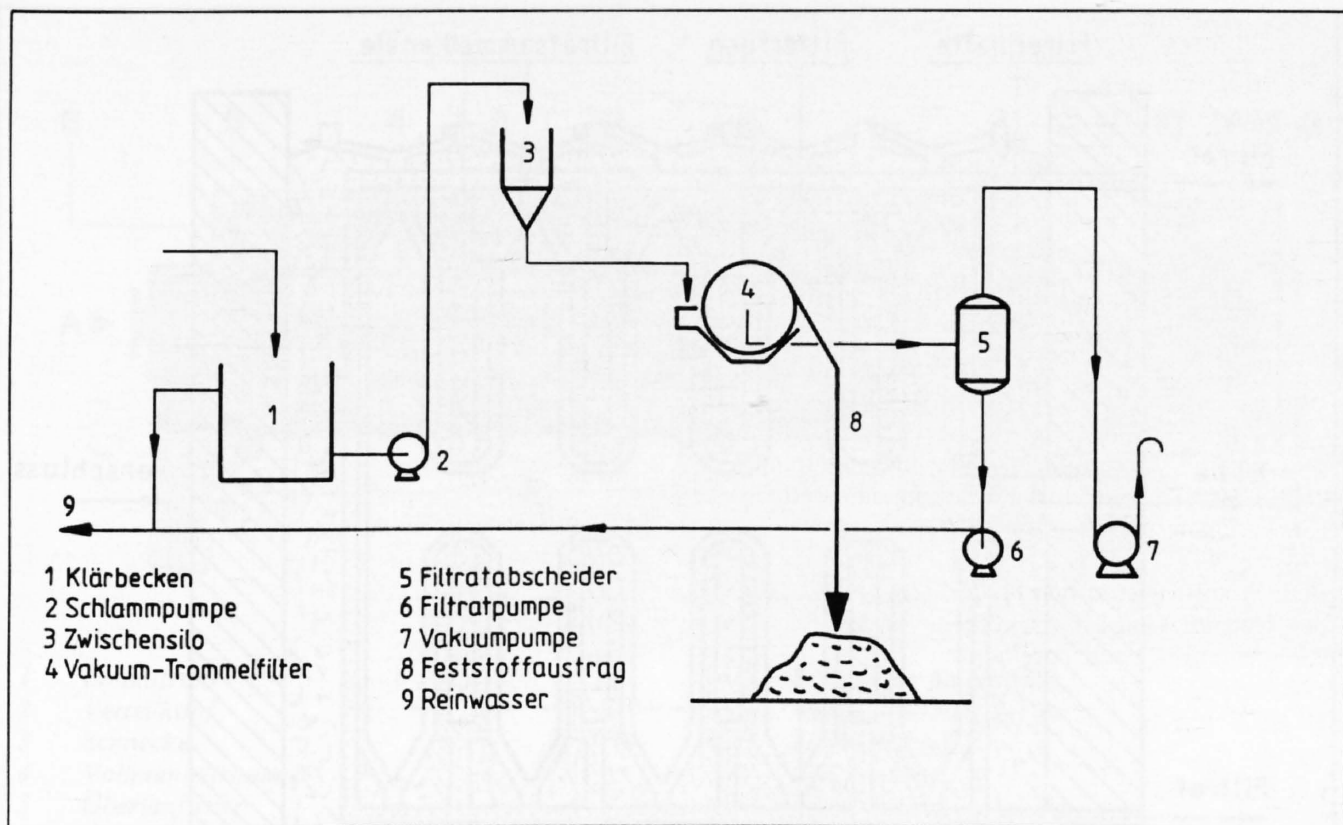 3
4
5
1
8
2
9
6
7
1 Klärbecken
2 Schlammpumpe
3 Zwischensilo
4 Vakuum-Trommelfilter
5 Filtratabscheider
6 Filtratpumpe
7 Vakuumpumpe
8 Feststoffaustrag
9 Reinwasser